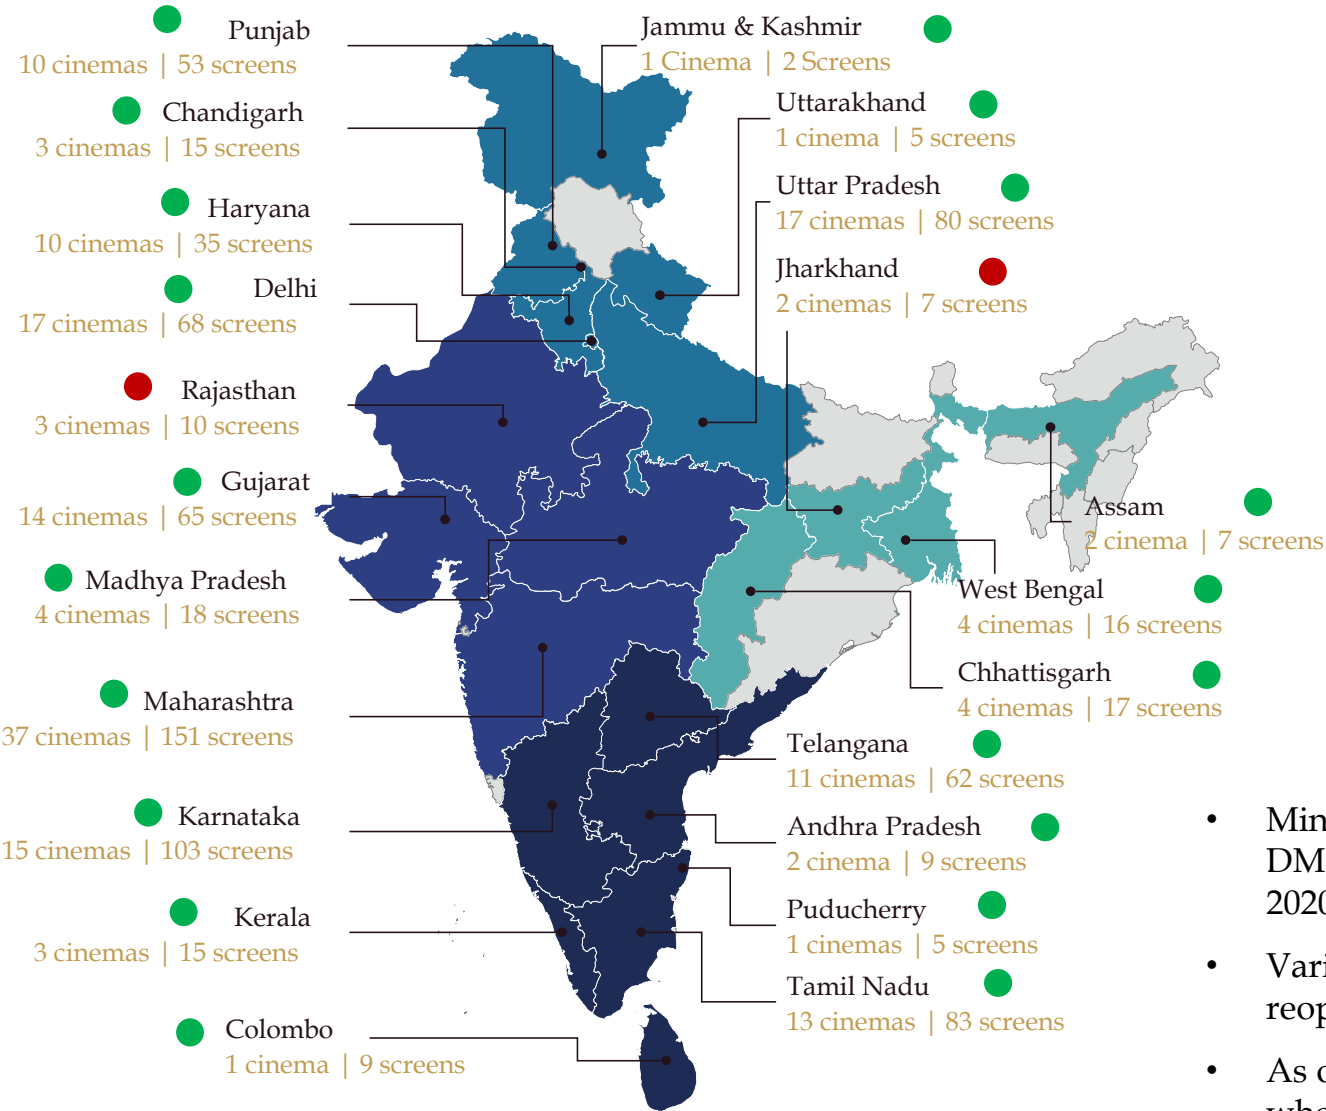 Punjab
10 cinemas | 53 screens
Chandigarh
3 cinemas | 15 screens
Haryana
10 cinemas | 35 screens
Delhi
17 cinemas | 68 screens
Rajasthan
3 cinemas | 10 screens
Gujarat
14 cinemas | 65 screens
Madhya Pradesh
4 cinemas | 18 screens
Maharashtra
37 cinemas | 151 screens
Karnataka
15 cinemas | 103 screens
Kerala
3 cinemas | 15 screens
Colombo
1 cinema | 9 screens
Jammu & Kashmir
1 Cinema | 2 Screens
Uttarakhand
1 cinema | 5 screens
Uttar Pradesh
17 cinemas | 80 screens
Jharkhand
2 cinemas | 7 screens
Assam
2 cinema | 7 screens
West Bengal
4 cinemas | 16 screens
Chhattisgarh
4 cinemas | 17 screens
Telangana
11 cinemas | 62 screens
Andhra Pradesh
2 cinema | 9 screens
Puducherry
1 cinemas | 5 screens
Tamil Nadu
13 cinemas | 83 screens
• Min
DM
2020
• Vari
reop
• As